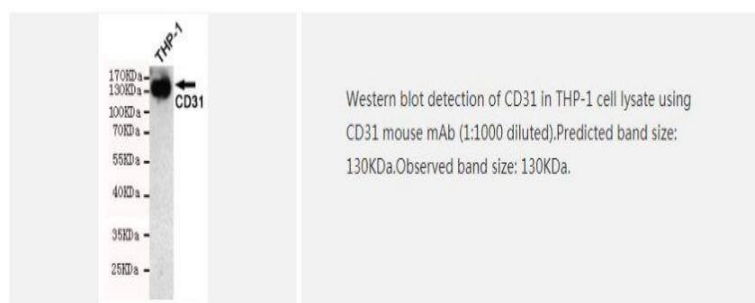 THP-1
170KDa
130KDa
CD31
100KDa
70KDa
55KDa
40KDa
35KDa
25KDa
Western blot detection of CD31 in THP-1 cell lysate using
CD31 mouse mAb (1:1000 diluted).Predicted band size:
130KDa.Observed band size: 130KDa.